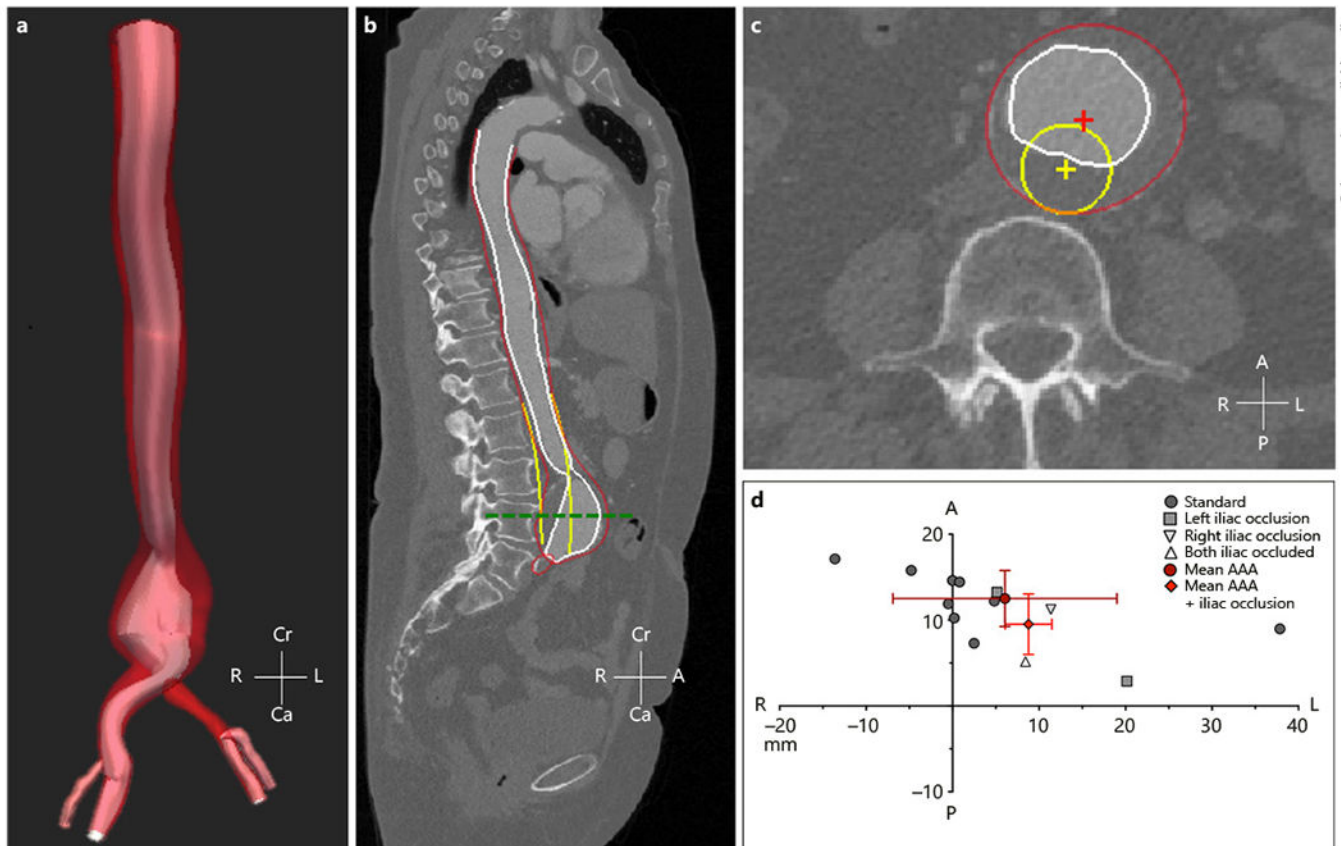 a
Cr
R L
Ca
b
Cr
R A
Ca
c
A
R L
P
d
A
Standard
Left iliac occlusion
Right iliac occlusion
Both iliac occluded
Mean AAA
Mean AAA
+ iliac occlusion
20
10
R L
–20 –10 0 10 20 30 40
mm
–10
P